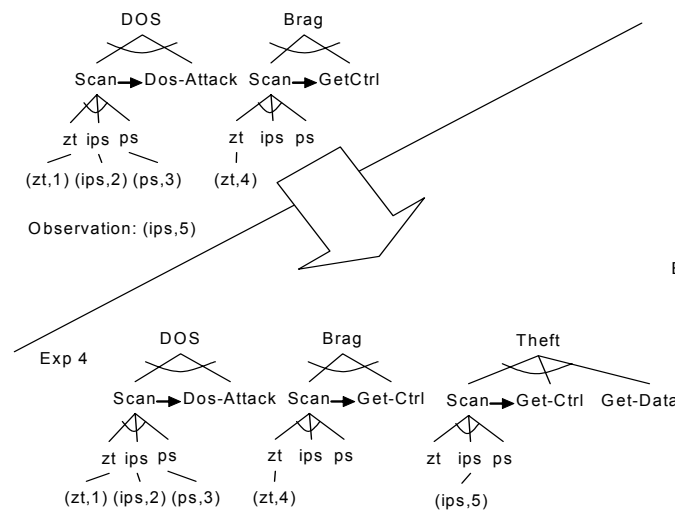 DOS Brag
Scan Dos-Attack Scan GetCtrl
zt ips ps zt ips ps
(zt,1) (ips,2) (ps,3) (zt,4)
Observation: (ips,5)
E
DOS Brag Theft
Exp 4
Scan Dos-Attack Scan Get-Ctrl Scan Get-Ctrl Get-Data
zt ips ps zt ips ps zt ips ps
(zt,1) (ips,2) (ps,3) (zt,4) (ips,5)